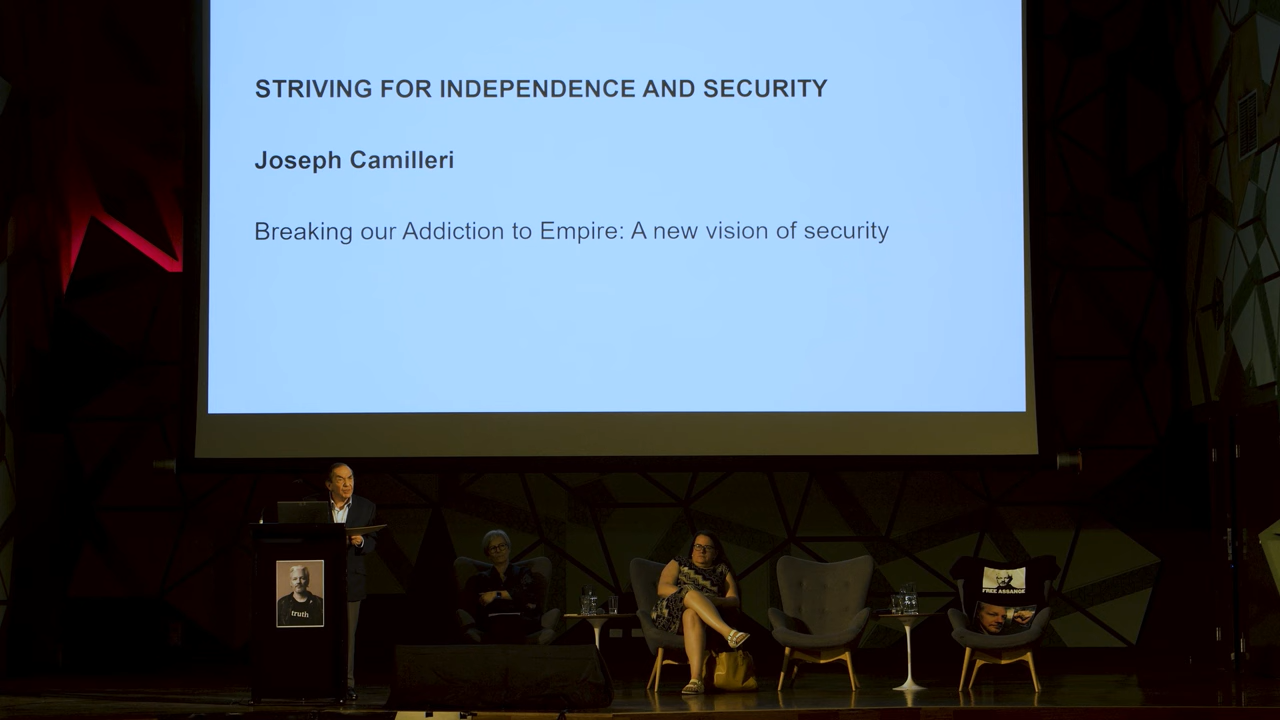 STRIVING FOR INDEPENDENCE AND SECURITY
Joseph Camilleri
Breaking our Addiction to Empire: A new vision of security
truth
FREE ASSANGE